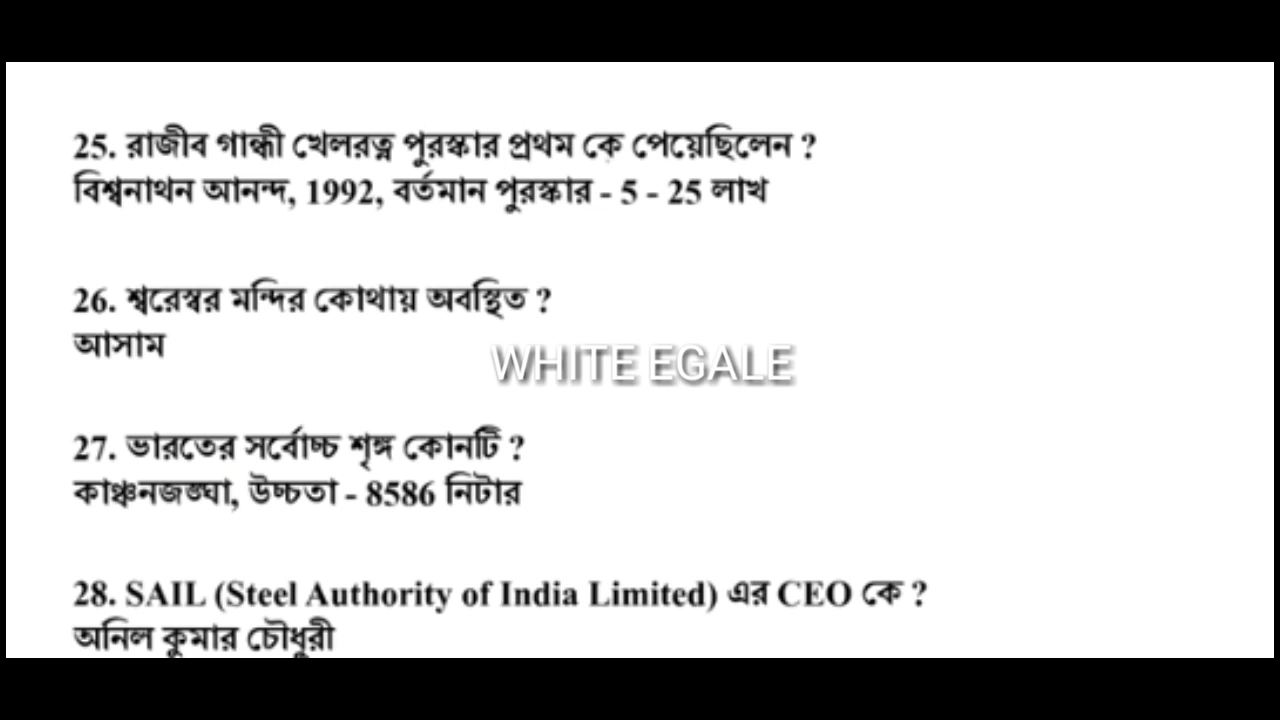 25. রাজীব গান্ধী খেলরত্ন পুরস্কার প্রথম কে পেয়েছিলেন ?
বিশ্বনাথন আনন্দ, 1992, বর্তমান পুরস্কার - 5 - 25 লাখ
26. শ্বরেস্বর মন্দির কোথায় অবস্থিত ?
আসাম
WHITE EGALE
27. ভারতের সর্বোচ্চ শৃঙ্গ কোনটি ?
কাঞ্চনজঙ্ঘা, উচ্চতা - 8586 নিটার
28. SAIL (Steel Authority of India Limited) এর CEO কে ?
অনিল কুমার চৌধুরী